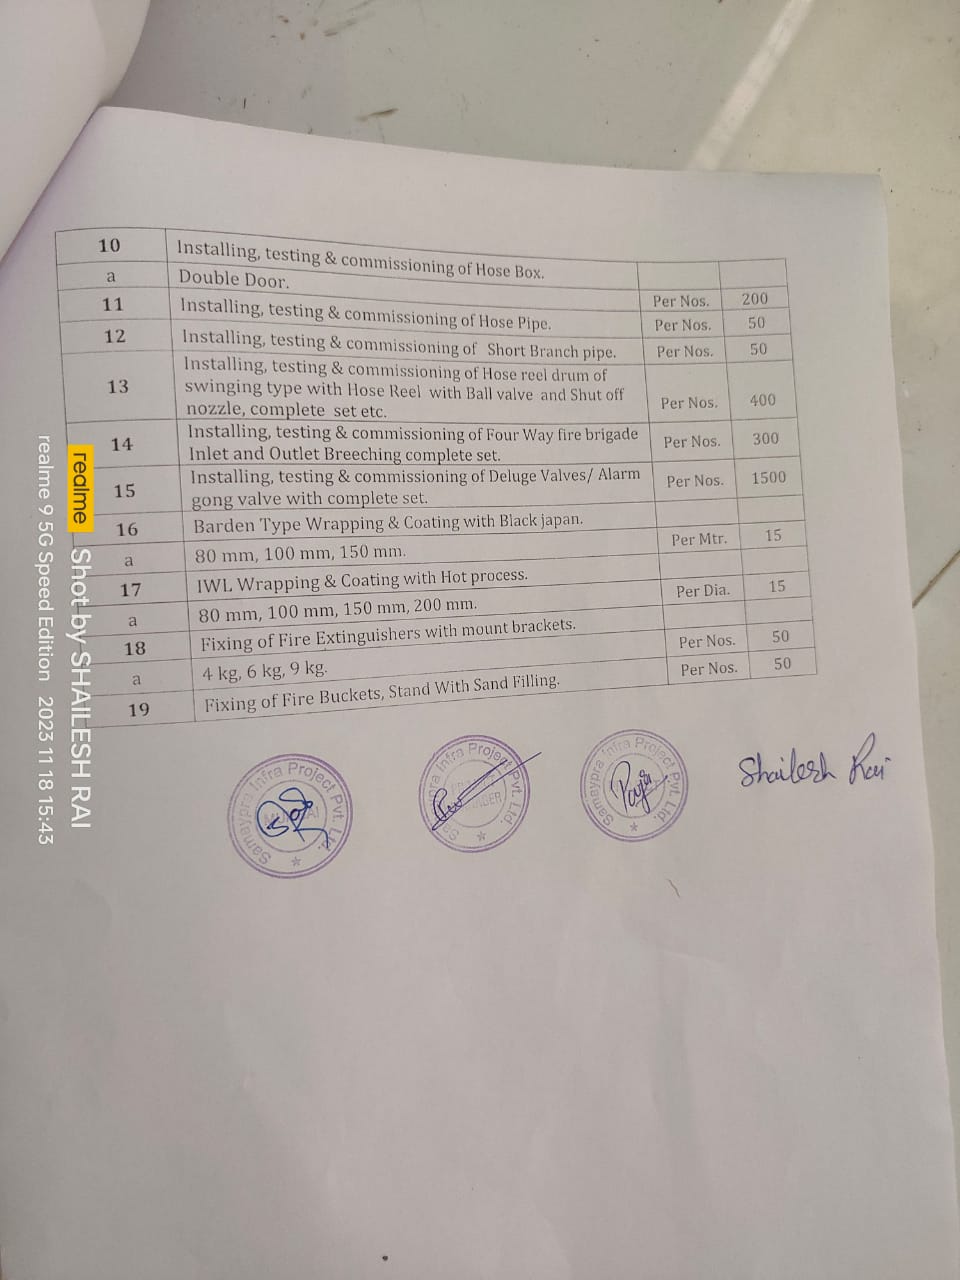 10 Installing, testing & commissioning of Hose Box.
a Double Door. Per Nos. 200
11 Installing, testing & commissioning of Hose Pipe. Per Nos. 50
12 Installing, testing & commissioning of Short Branch pipe. Per Nos. 50
13 Installing, testing & commissioning of Hose reel drum of
swinging type with Hose Reel with Ball valve and Shut off
nozzle, complete set etc. Per Nos. 400
14 Installing, testing & commissioning of Four Way fire brigade
Inlet and Outlet Breeching complete set. Per Nos. 300
15 Installing, testing & commissioning of Deluge Valves/ Alarm
gong valve with complete set. Per Nos. 1500
16 Barden Type Wrapping & Coating with Black japan.
a 80 mm, 100 mm, 150 mm. Per Mtr. 15
17 IWL Wrapping & Coating with Hot process.
a 80 mm, 100 mm, 150 mm, 200 mm. Per Dia. 15
18 Fixing of Fire Extinguishers with mount brackets.
a 4 kg, 6 kg, 9 kg. Per Nos. 50
19 Fixing of Fire Buckets, Stand With Sand Filling. Per Nos. 50
Samaypra Infra Project Pvt. Ltd.
Infra Project Pvt. Ltd.
Samaypra Infra Project Pvt. Ltd.
Shailesh Rai
realme Shot by SHAILESH RAI
realme 9 5G Speed Edition 2023 11 18 15:43